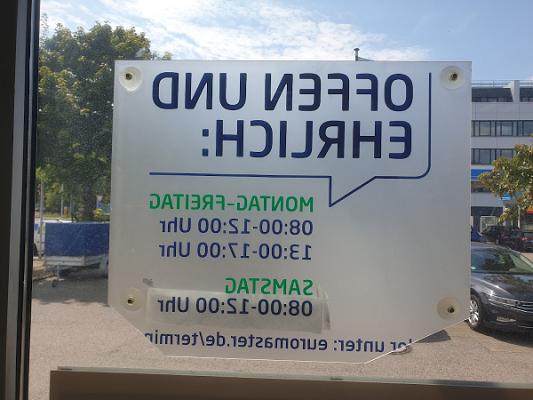 OFFEN UND
EHRLICH:
MONTAG-FREITAG
08:00-12:00 Uhr
13:00-17:00 Uhr
SAMSTAG
08:00-12:00 Uhr
der unter: euromaster.de/termin